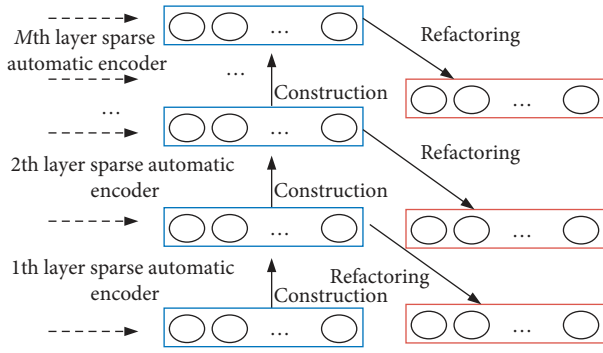 Mth layer sparse
automatic encoder
...
Refactoring
...
Construction
...
...
...
Refactoring
2th layer sparse automatic
encoder
Construction
...
...
1th layer sparse automatic
encoder
Refactoring
Construction
...
...